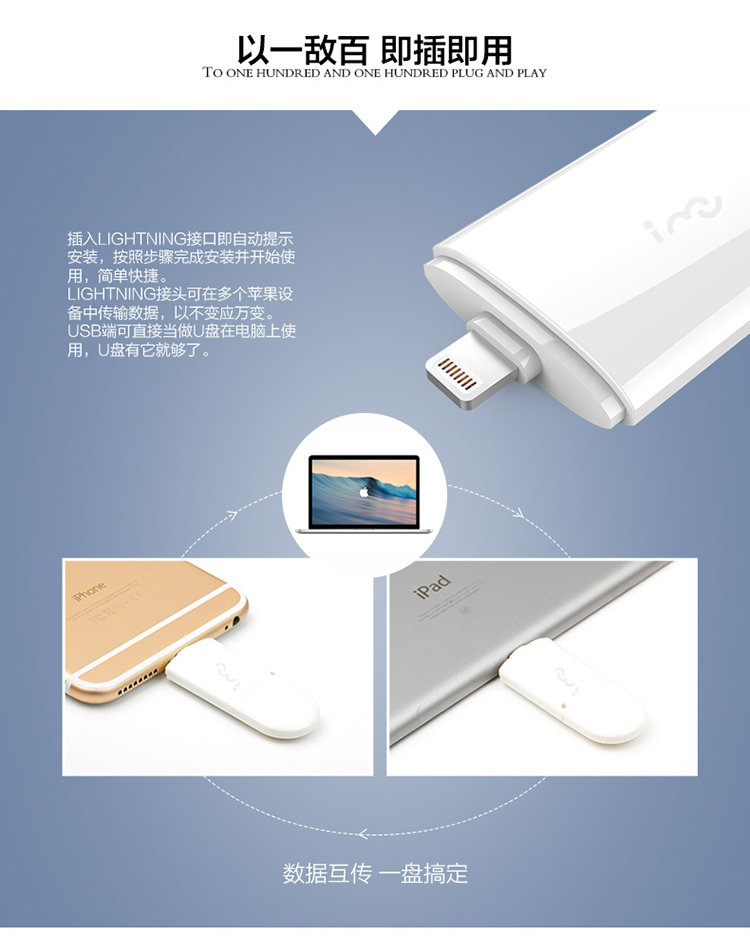 以一敌百 即插即用
TO ONE HUNDRED AND ONE HUNDRED PLUG AND PLAY
插入LIGHTNING接口即自动提示
安装，按照步骤完成安装并开始使
用，简单快捷。
LIGHTNING接头可在多个苹果设
备中传输数据，以不变应万变。
USB端可直接当做U盘在电脑上使
用，U盘有它就够了。
iPhone
iPad
数据互传 一盘搞定